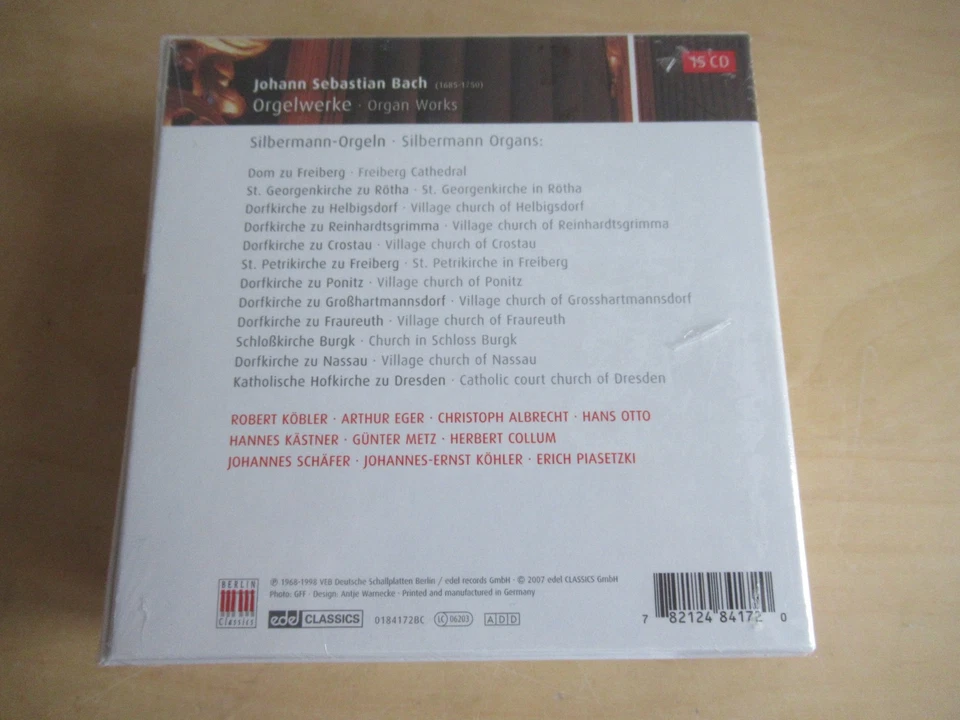 15 CD
Johann Sebastian Bach (1685-1750)
Orgelwerke · Organ Works
Silbermann-Orgeln · Silbermann Organs:
Dom zu Freiberg · Freiberg Cathedral
St. Georgenkirche zu Rötha · St. Georgenkirche in Rötha
Dorfkirche zu Helbigsdorf · Village church of Helbigsdorf
Dorfkirche zu Reinhardtsgrimma · Village church of Reinhardtsgrimma
Dorfkirche zu Crostau · Village church of Crostau
St. Petrikirche zu Freiberg · St. Petrikirche in Freiberg
Dorfkirche zu Ponitz · Village church of Ponitz
Dorfkirche zu Großhartmannsdorf · Village church of Grosshartmannsdorf
Dorfkirche zu Fraureuth · Village church of Fraureuth
Schloßkirche Burgk · Church in Schloss Burgk
Dorfkirche zu Nassau · Village church of Nassau
Katholische Hofkirche zu Dresden · Catholic court church of Dresden
ROBERT KÖBLER · ARTHUR EGER · CHRISTOPH ALBRECHT · HANS OTTO
HANNES KÄSTNER · GÜNTER METZ · HERBERT COLLUM
JOHANNES SCHÄFER · JOHANNES-ERNST KÖHLER · ERICH PIASETZKI
℗ 1968-1998 VEB Deutsche Schallplatten Berlin / edel records GmbH · © 2007 edel CLASSICS GmbH
Photo: GFF · Design: Antje Warnecke · Printed and manufactured in Germany
BERLIN
Classics
edel CLASSICS
0184172BC · LC 06203 · ADD
7 82124 84172 0